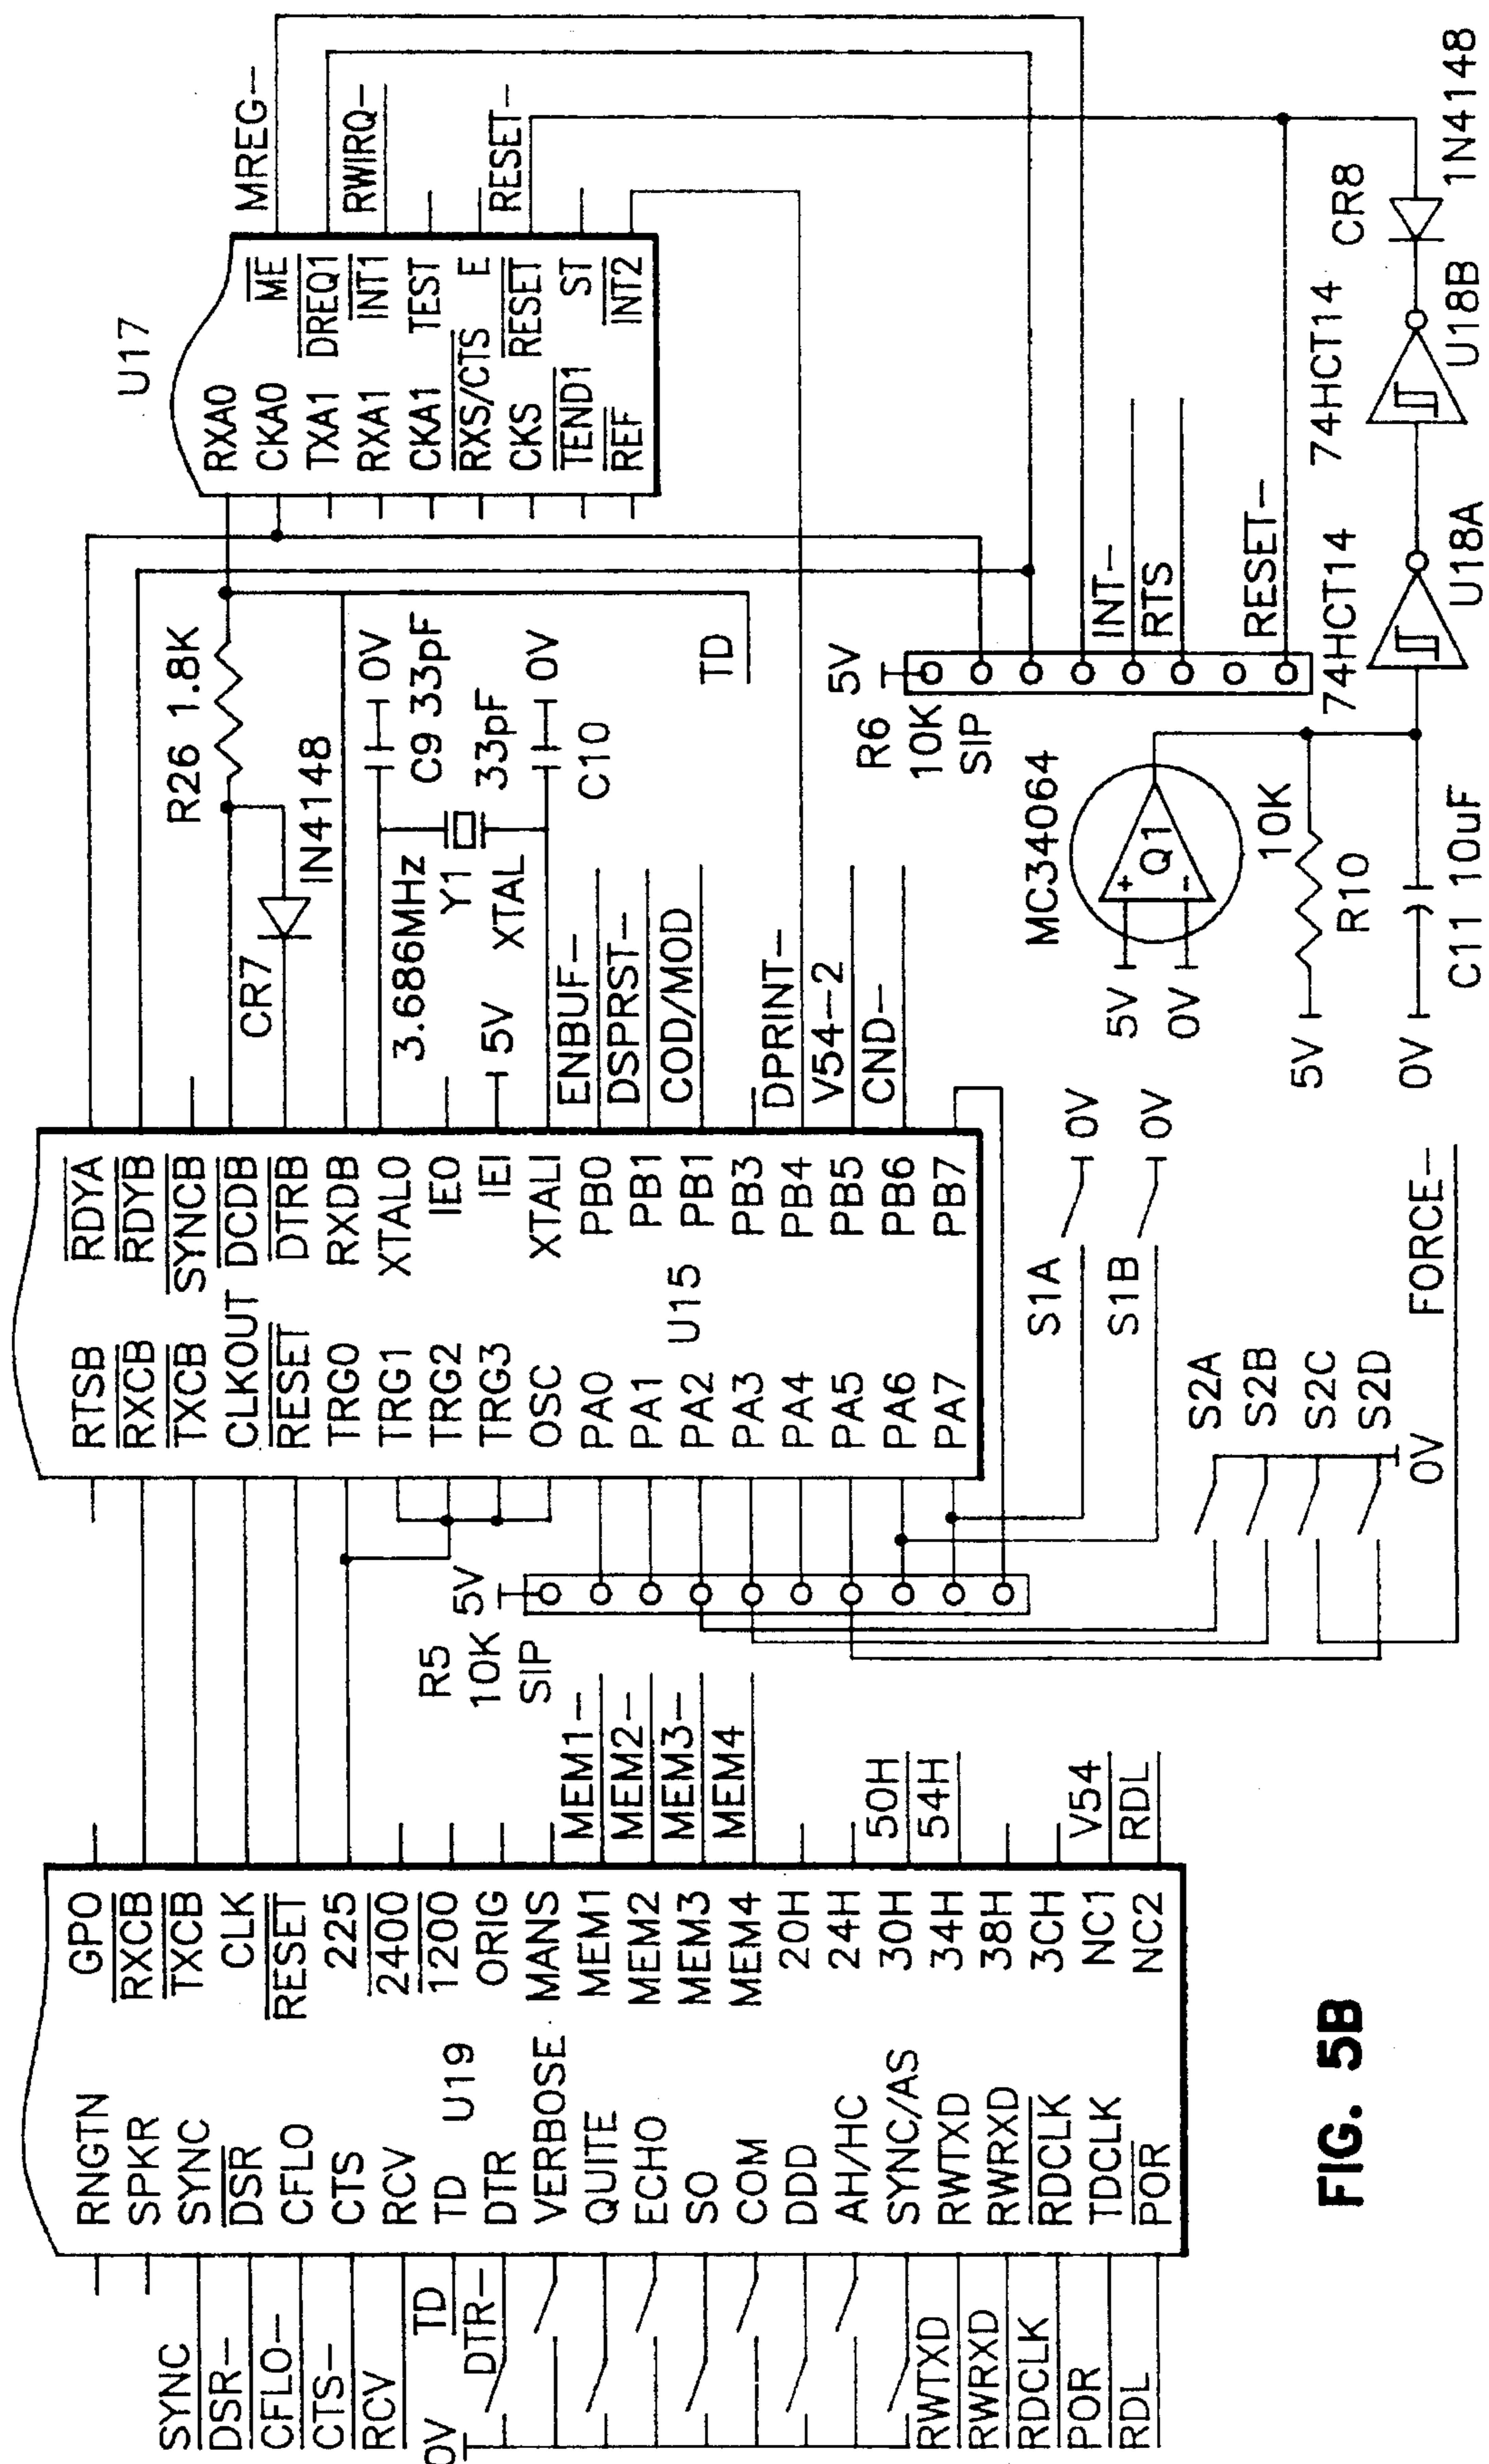 RNGTN
SPKR
SYNC
DSR
CFLO
CTS
RCV
TD
DTR
VERBOSE
QUITE
ECHO
SO
COM
DDD
AH/HC
SYNC/AS
RWTXD
RWRXD
RDCLK
TDCLK
POR
U19
GPO
RXCB
TXCB
CLK
RESET
225
2400
1200
ORIG
MANS
MEM1
MEM2
MEM3
MEM4
20H
24H
30H
34H
38H
3CH
NC1
NC2
SYNC
DSR-
CFLO-
CTS-
RCV
TD
DTR-
0V
RWTXD
RWRXD
RDCLK
POR
RDL
MEM1-
MEM2-
MEM3-
MEM4
50H
54H
V54
RDL
R5
10K
SIP
5V
RTSB
RXCB
TXCB
CLKOUT
RESET
TRG0
TRG1
TRG2
TRG3
OSC
PA0
PA1
PA2
PA3
PA4
PA5
PA6
PA7
U15
RDYA
RDYB
SYNCB
DCDB
DTRB
RXDB
XTALO
IEO
IEI
XTALI
PB0
PB1
PB1
PB3
PB4
PB5
PB6
PB7
S2A
S2B
S2C
S2D
0V
FORCE-
S1A
0V
S1B
0V
CR7
IN4148
R26 1.8K
3.686MHz
Y1
XTAL
5V
0V
C9 33pF
33pF
0V
C10
ENBUF-
DSPRST-
COD/MOD
DPRINT-
V54-2
CND-
TD
U17
RXA0
CKA0
TXA1
RXA1
CKA1
RXS/CTS
CKS
TEND1
REF
ME
DREQ1
INT1
TEST
E
RESET
ST
INT2
MREG-
RWIRQ-
RESET-
5V
R6
10K
SIP
INT-
RTS
RESET-
MC34064
Q1
5V
0V
5V
10K
R10
0V
C11 10uF
74HCT14
U18A
74HCT14
U18B
CR8
1N4148
FIG. 5B